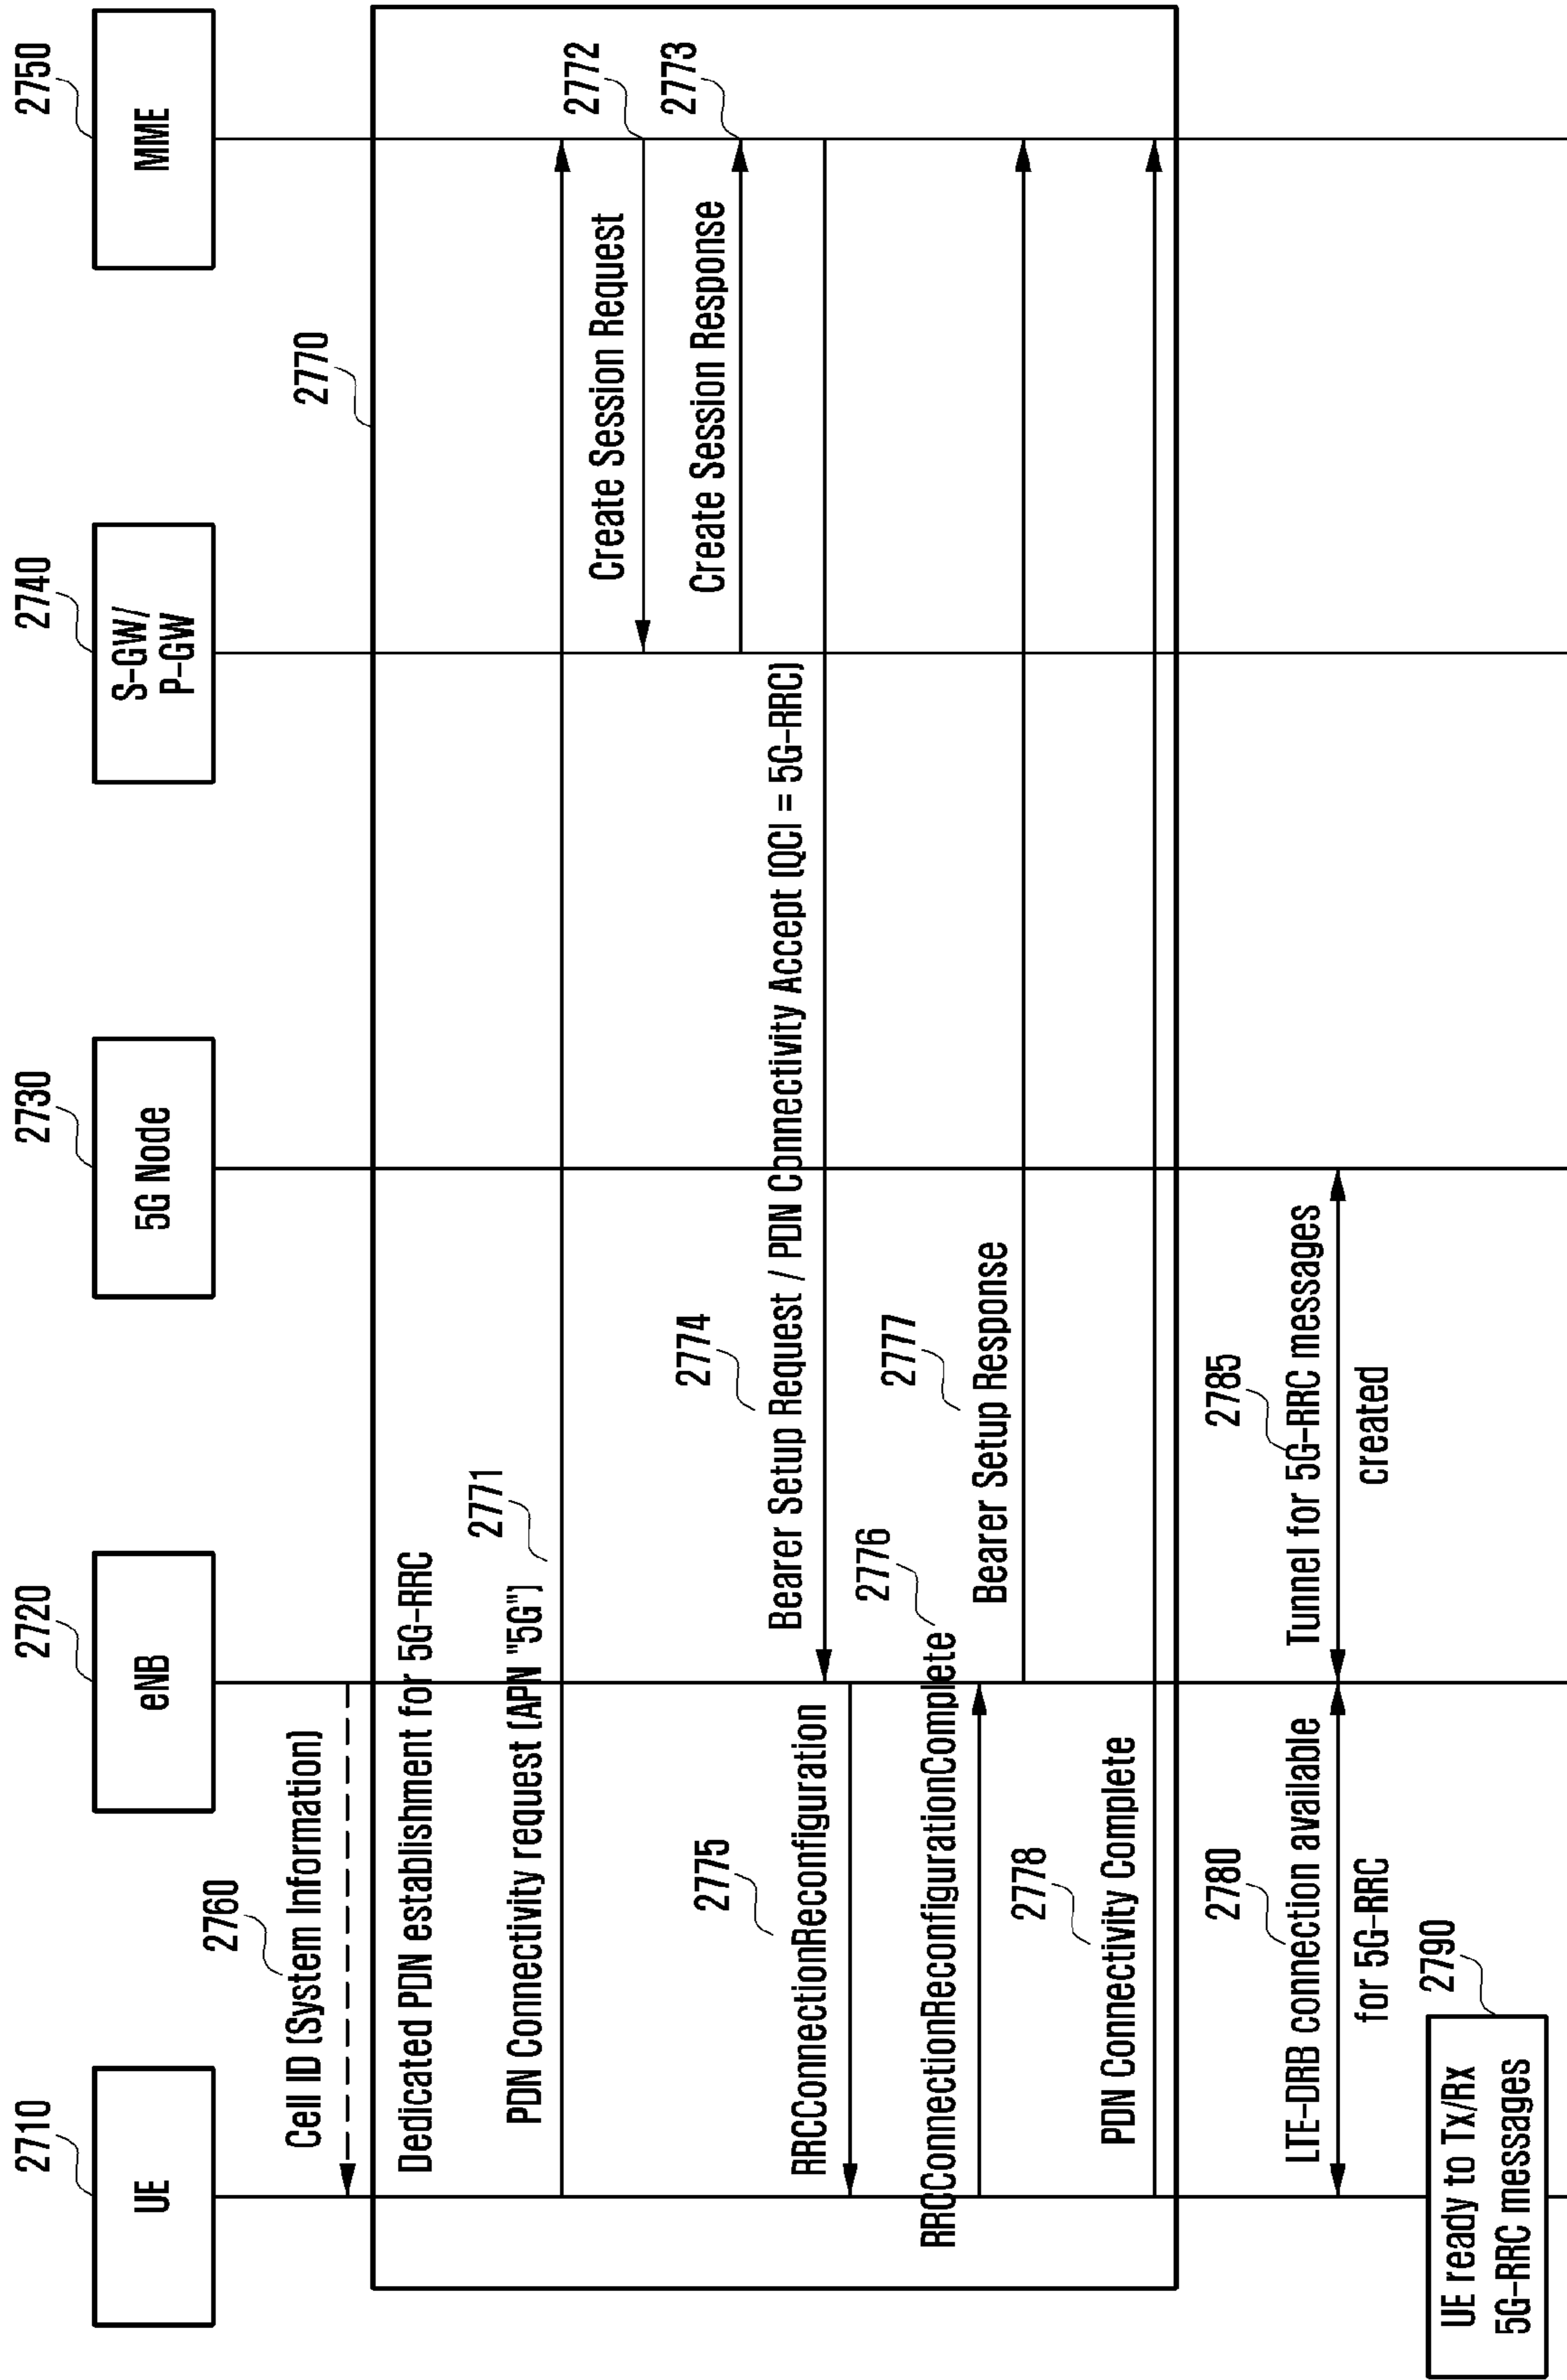 2710
UE
2720
eNB
2730
5G Node
2740
S-GW/
P-GW
2750
MME
2760
Cell ID (System Information)
2770
Dedicated PDN establishment for 5G-RRC
2771
PDN Connectivity request (APN "5G")
2772
Create Session Request
2773
Create Session Response
2774
Bearer Setup Request / PDN Connectivity Accept (QCI = 5G-RRC)
2775
RRCConnectionReconfiguration
2776
RRCConnectionReconfigurationComplete
2777
Bearer Setup Response
2778
PDN Connectivity Complete
2780
LTE-DRB connection available
for 5G-RRC
2785
Tunnel for 5G-RRC messages
created
2790
UE ready to Tx/Rx
5G-RRC messages